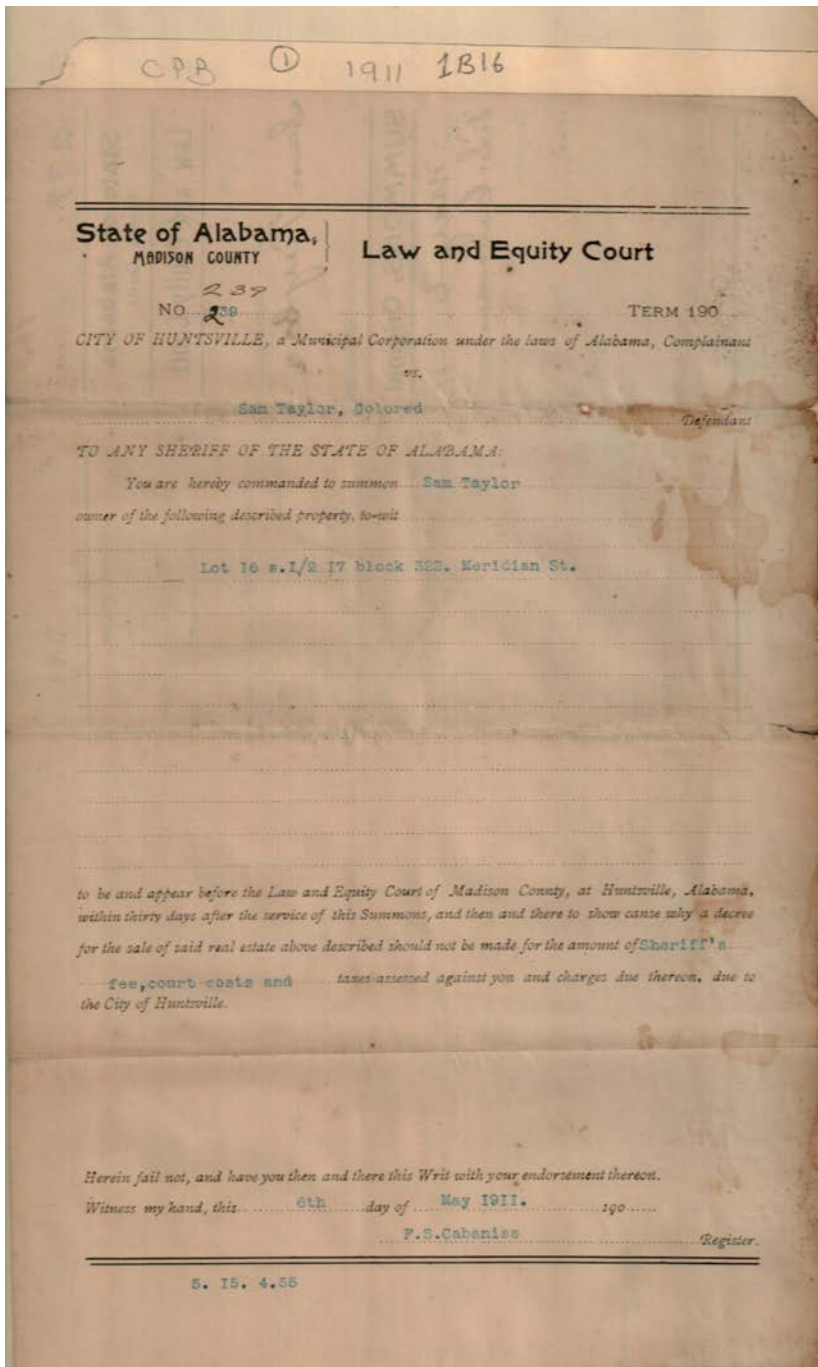 CPB ① 1911 1B16
State of Alabama, Law and Equity Court
MADISON COUNTY
239
NO. 239 TERM 190
CITY OF HUNTSVILLE, a Municipal Corporation under the laws of Alabama, Complainant
vs.
Sam Taylor, Colored Defendant
TO ANY SHERIFF OF THE STATE OF ALABAMA:
You are hereby commanded to summon Sam Taylor
owner of the following described property, to-wit
Lot 16 s.I/2 I7 block 322. Meridian St.
to be and appear before the Law and Equity Court of Madison County, at Huntsville, Alabama,
within thirty days after the service of this Summons, and then and there to show cause why a decree
for the sale of said real estate above described should not be made for the amount of Sheriff's
fee,court costs and taxes assessed against you and charges due thereon, due to
the City of Huntsville.
Herein fail not, and have you then and there this Writ with your endorsement thereon.
Witness my hand, this 6th day of May I9II. 190
F.S.Cabaniss Register.
5. I5. 4.55